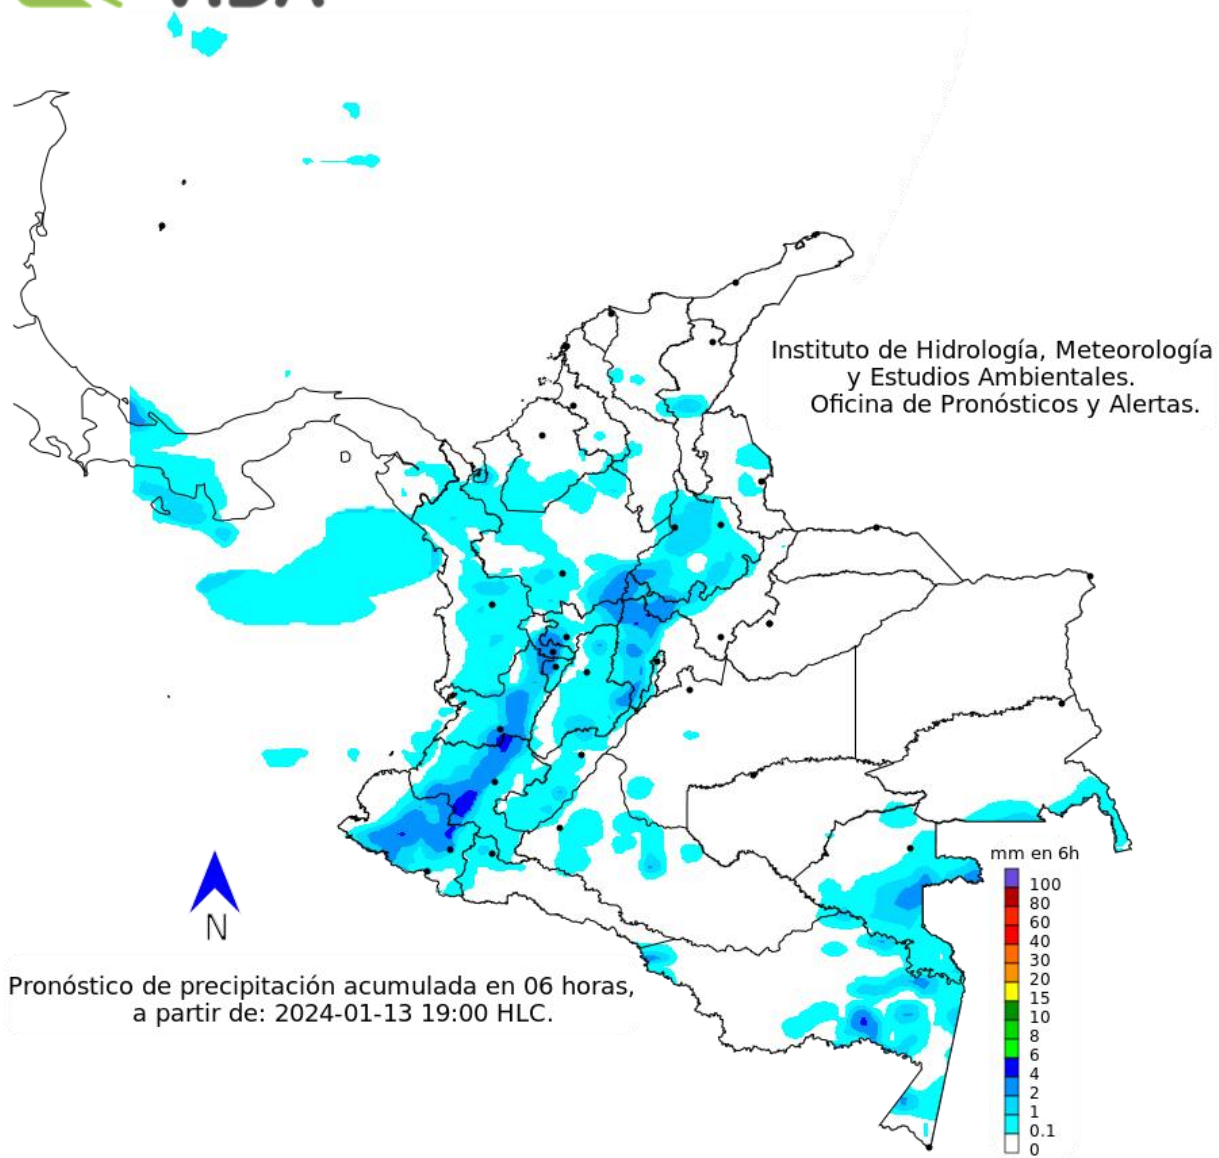 VIDA
Instituto de Hidrología, Meteorología
y Estudios Ambientales.
Oficina de Pronósticos y Alertas.
N
Pronóstico de precipitación acumulada en 06 horas,
a partir de: 2024-01-13 19:00 HLC.
mm en 6h
100
80
60
40
30
20
15
10
8
6
4
2
1
0.1
0